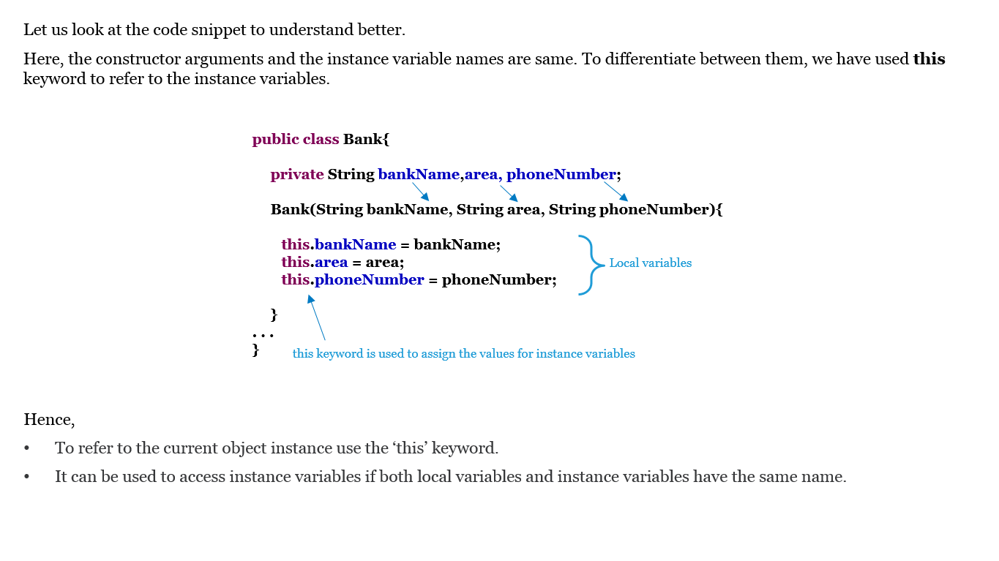 Let us look at the code snippet to understand better.
Here, the constructor arguments and the instance variable names are same. To differentiate between them, we have used this
keyword to refer to the instance variables.
public class Bank{
private String bankName,area, phoneNumber;
Bank(String bankName, String area, String phoneNumber){
this.bankName = bankName;
this.area = area;
this.phoneNumber = phoneNumber;
Local variables
}
...
}
this keyword is used to assign the values for instance variables
Hence,
• To refer to the current object instance use the ‘this’ keyword.
• It can be used to access instance variables if both local variables and instance variables have the same name.